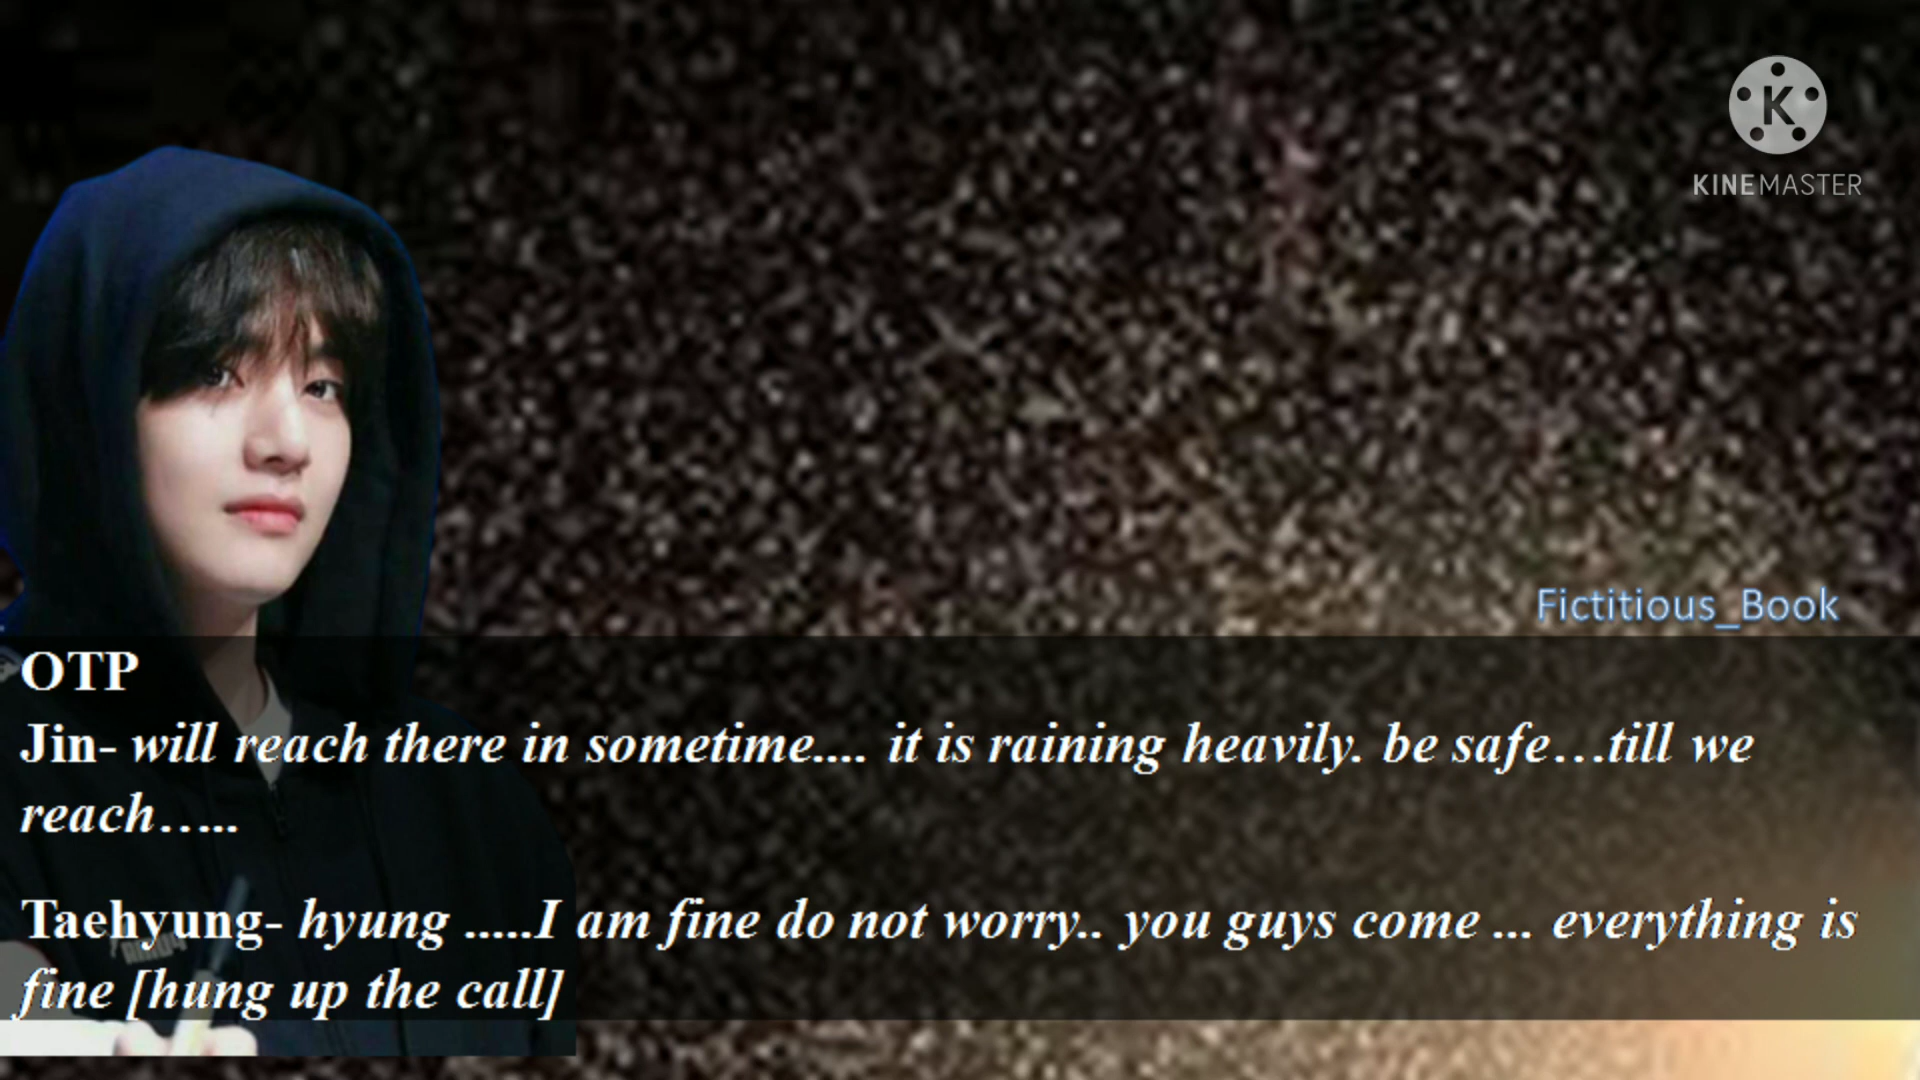 K
KINEMASTER
Fictitious_Book
OTP
Jin- will reach there in sometime.... it is raining heavily. be safe…till we
reach…..
Taehyung- hyung .....I am fine do not worry.. you guys come ... everything is
fine [hung up the call]